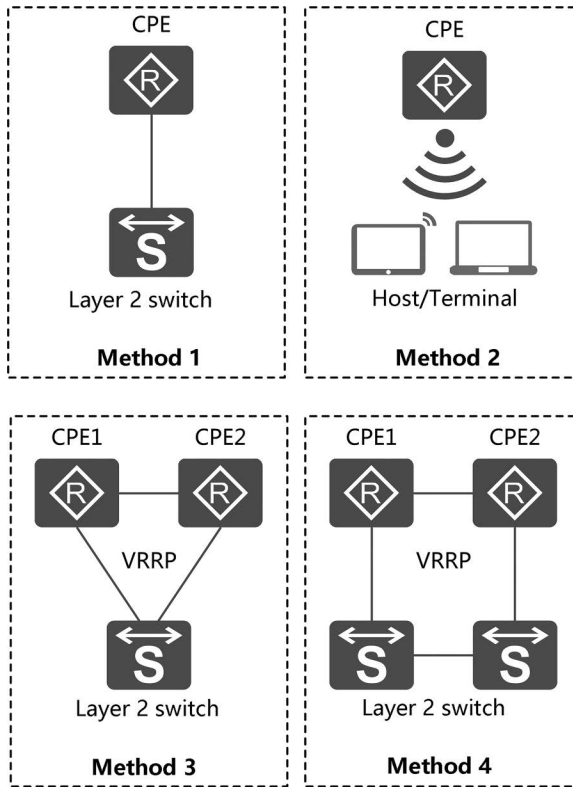 CPE
R
S
Layer 2 switch
Method 1
CPE
R
Host/Terminal
Method 2
CPE1 CPE2
R R
VRRP
S
Layer 2 switch
Method 3
CPE1 CPE2
R R
VRRP
S S
Layer 2 switch
Method 4